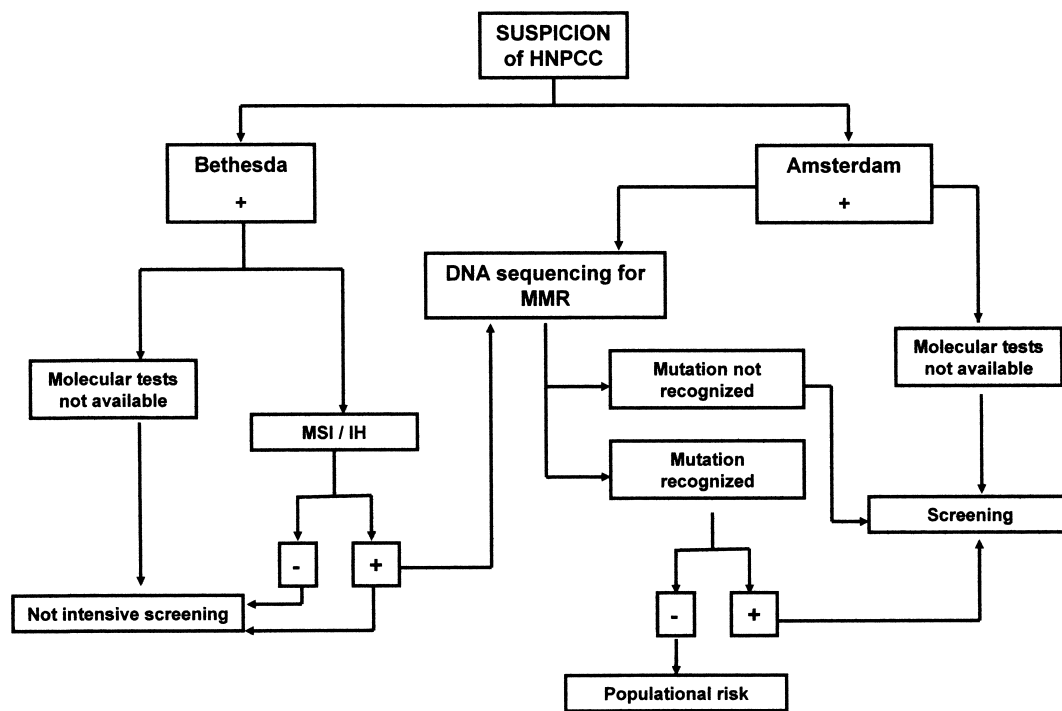 SUSPICION
of HNPCC
Bethesda
+
Amsterdam
+
DNA sequencing for
MMR
Molecular tests
not available
MSI / IH
Mutation not
recognized
Molecular tests
not available
Mutation
recognized
Screening
-
+
Not intensive screening
-
+
Populational risk